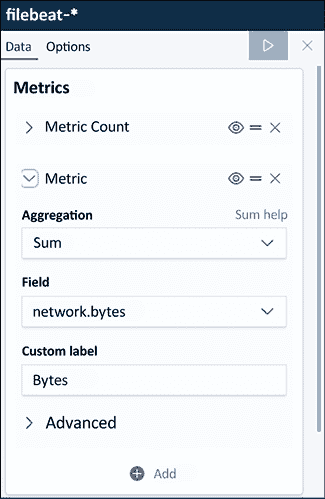 filebeat-*
Data Options
Metrics
Metric Count
Metric
Aggregation Sum help
Sum
Field
network.bytes
Custom label
Bytes
Advanced
Add